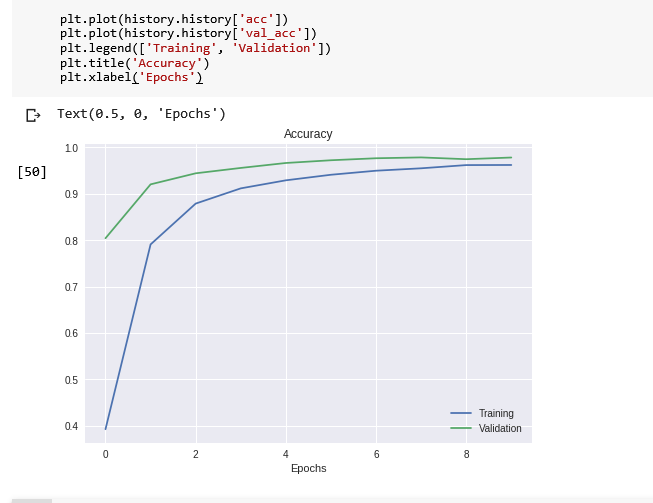 plt.plot(history.history['acc'])
plt.plot(history.history['val_acc'])
plt.legend(['Training', 'Validation'])
plt.title('Accuracy')
plt.xlabel('Epochs')
Text(0.5, 0, 'Epochs')
Accuracy
[50]
1.0
0.9
0.8
0.7
0.6
0.5
0.4
Training
Validation
0 2 4 6 8
Epochs